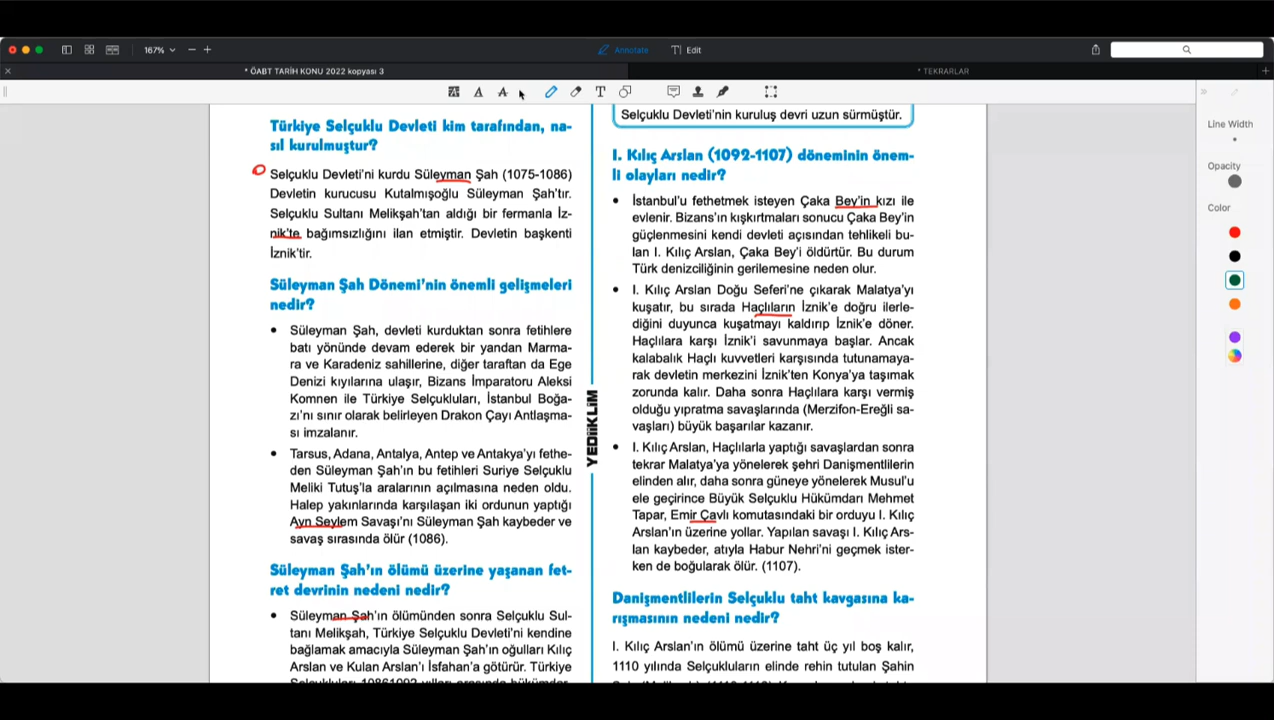 167%
Annotate
Edit
* ÖABT TARİH KONU 2022 kopyası 3
* TEKRARLAR
Türkiye Selçuklu Devleti kim tarafından, na-
sıl kurulmuştur?
Selçuklu Devleti'ni kurdu Süleyman Şah (1075-1086)
Devletin kurucusu Kutalmışoğlu Süleyman Şah'tır.
Selçuklu Sultanı Melikşah'tan aldığı bir fermanla İz-
nik'te bağımsızlığını ilan etmiştir. Devletin başkenti
İznik'tir.
Süleyman Şah Dönemi'nin önemli gelişmeleri
nedir?
• Süleyman Şah, devleti kurduktan sonra fetihlere
batı yönünde devam ederek bir yandan Marma-
ra ve Karadeniz sahillerine, diğer taraftan da Ege
Denizi kıyılarına ulaşır, Bizans İmparatoru Aleksi
Komnen ile Türkiye Selçukluları, İstanbul Boğa-
zı'nı sınır olarak belirleyen Drakon Çayı Antlaşma-
sı imzalanır.
• Tarsus, Adana, Antalya, Antep ve Antakya'yı fethe-
den Süleyman Şah'ın bu fetihleri Suriye Selçuklu
Meliki Tutuş'la aralarının açılmasına neden oldu.
Halep yakınlarında karşılaşan iki ordunun yaptığı
Ayn Seylem Savaşı'nı Süleyman Şah kaybeder ve
savaş sırasında ölür (1086).
Süleyman Şah'ın ölümü üzerine yaşanan fet-
ret devrinin nedeni nedir?
• Süleyman Şah'ın ölümünden sonra Selçuklu Sul-
tanı Melikşah, Türkiye Selçuklu Devleti'ni kendine
bağlamak amacıyla Süleyman Şah'ın oğulları Kılıç
Arslan ve Kulan Arslan'ı İsfahan'a götürür. Türkiye
YEDİİKLİM
Selçuklu Devleti'nin kuruluş devri uzun sürmüştür.
I. Kılıç Arslan (1092-1107) döneminin önem-
li olayları nedir?
• İstanbul'u fethetmek isteyen Çaka Bey'in kızı ile
evlenir. Bizans'ın kışkırtmaları sonucu Çaka Bey'in
güçlenmesini kendi devleti açısından tehlikeli bu-
lan I. Kılıç Arslan, Çaka Bey'i öldürtür. Bu durum
Türk denizciliğinin gerilemesine neden olur.
• I. Kılıç Arslan Doğu Seferi'ne çıkarak Malatya'yı
kuşatır, bu sırada Haçlıların İznik'e doğru ilerle-
diğini duyunca kuşatmayı kaldırıp İznik'e döner.
Haçlılara karşı İznik'i savunmaya başlar. Ancak
kalabalık Haçlı kuvvetleri karşısında tutunamaya-
rak devletin merkezini İznik'ten Konya'ya taşımak
zorunda kalır. Daha sonra Haçlılara karşı vermiş
olduğu yıpratma savaşlarında (Merzifon-Ereğli sa-
vaşları) büyük başarılar kazanır.
• I. Kılıç Arslan, Haçlılarla yaptığı savaşlardan sonra
tekrar Malatya'ya yönelerek şehri Danişmentlilerin
elinden alır, daha sonra güneye yönelerek Musul'u
ele geçirince Büyük Selçuklu Hükümdarı Mehmet
Tapar, Emir Çavlı komutasındaki bir orduyu I. Kılıç
Arslan'ın üzerine yollar. Yapılan savaşı I. Kılıç Ars-
lan kaybeder, atıyla Habur Nehri'ni geçmek ister-
ken de boğularak ölür. (1107).
Danişmentlilerin Selçuklu taht kavgasına ka-
rışmasının nedeni nedir?
I. Kılıç Arslan'ın ölümü üzerine taht üç yıl boş kalır,
1110 yılında Selçukluların elinde rehin tutulan Şahin
Line Width
Opacity
Color